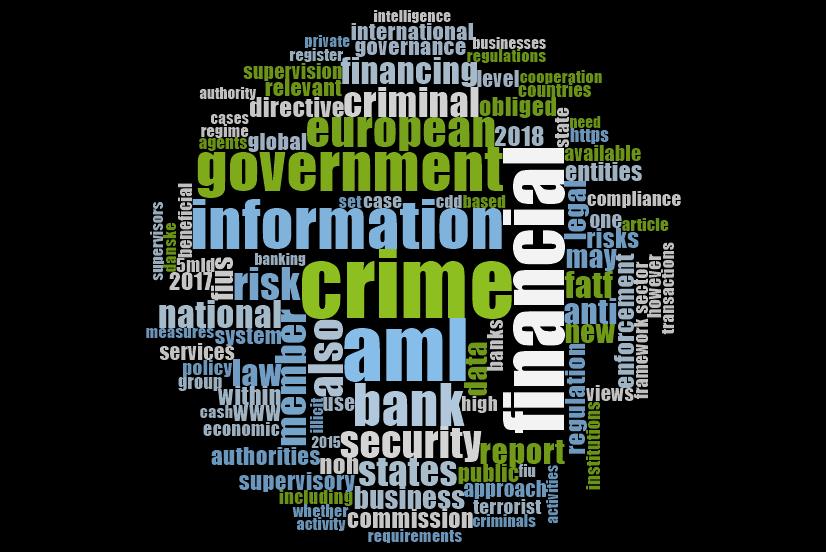 intelligence
private
international
governance
businesses
register
regulations
supervision
financing
level
cooperation
relevant
countries
authority
directive
criminal
obliged
cases
regime
agents
global
european
2018
state
need
https
government
financial
available
entities
supervisors
danske
beneficial
information
set
case
cdd
based
legal
compliance
one
article
risks
may
banking
5mld
2017
fius
risk
crime
fatf
enforcement
sector
however
transactions
framework
national
anti
new
measures
system
member
also
aml
data
banks
services
policy
group
law
regulation
views
within
cash
www
illicit
use
bank
high
institutions
economic
2015
security
report
authorities
non
states
public
fiu
supervisory
approach
activities
including
business
terrorist
whether
activity
commission
criminals
requirements